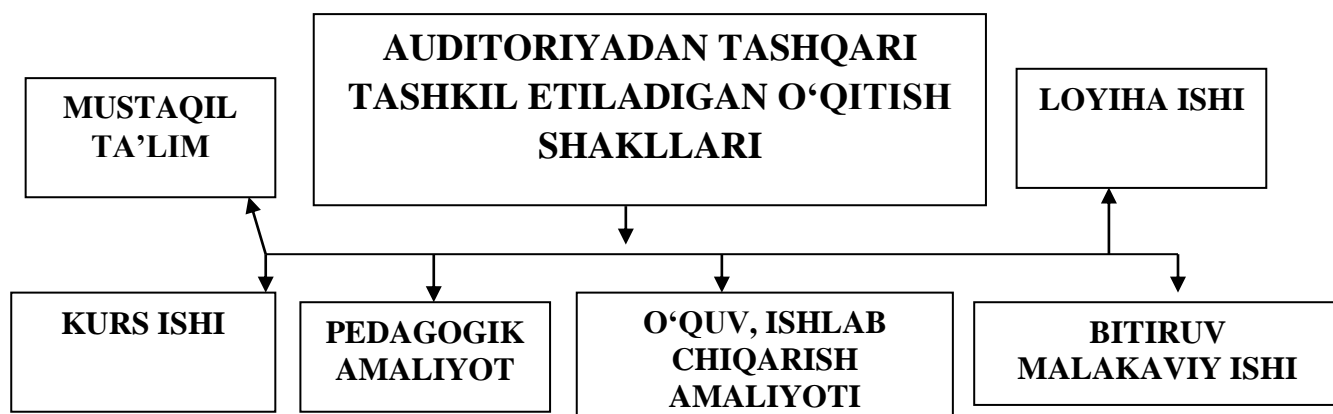 AUDITORIYADAN TASHQARI
TASHKIL ETILADIGAN O‘QITISH
SHAKLLARI
MUSTAQIL
TA’LIM
LOYIHA ISHI
KURS ISHI
PEDAGOGIK
AMALIYOT
O‘QUV, ISHLAB
CHIQARISH
AMALIYOTI
BITIRUV
MALAKAVIY ISHI